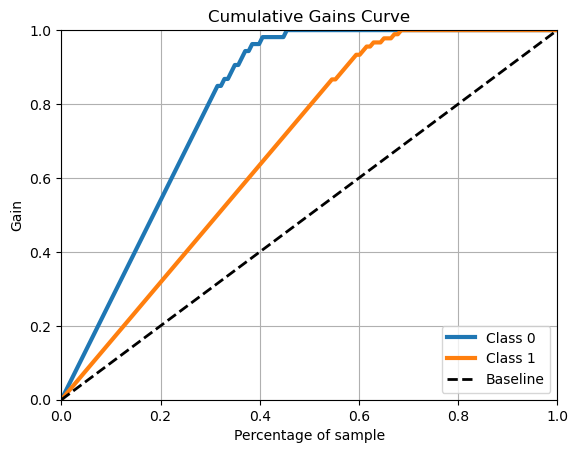 Cumulative Gains Curve
1.0
0.8
0.6
0.4
0.2
0.0
Gain
Class 0
Class 1
Baseline
0.0 0.2 0.4 0.6 0.8 1.0
Percentage of sample